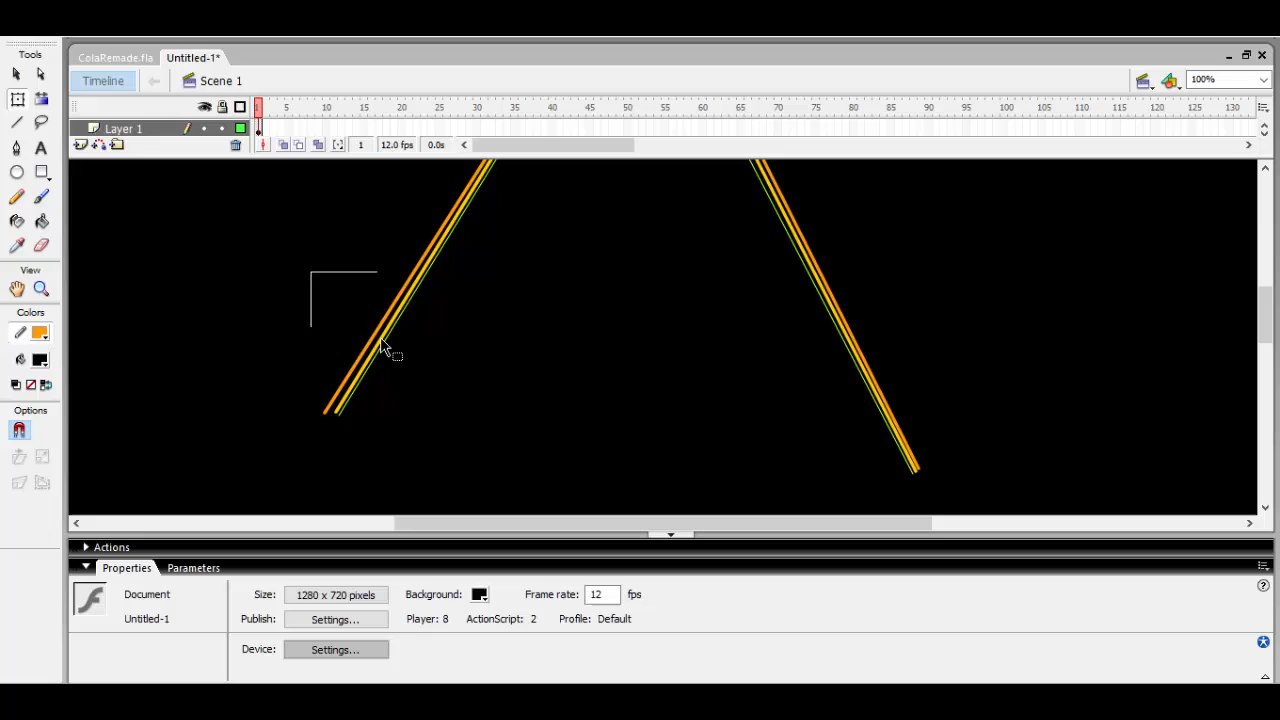 Tools
ColaRemade.fla Untitled-1*
Timeline Scene 1 100%
1 5 10 15 20 25 30 35 40 45 50 55 60 65 70 75 80 85 90 95 100 105 110 115 120 125 130
Layer 1
1 12.0 fps 0.0s
A
View
Colors
Options
Actions
Properties Parameters
Document Size: 1280 x 720 pixels Background: Frame rate: 12 fps
Untitled-1 Publish: Settings... Player: 8 ActionScript: 2 Profile: Default
Device: Settings...